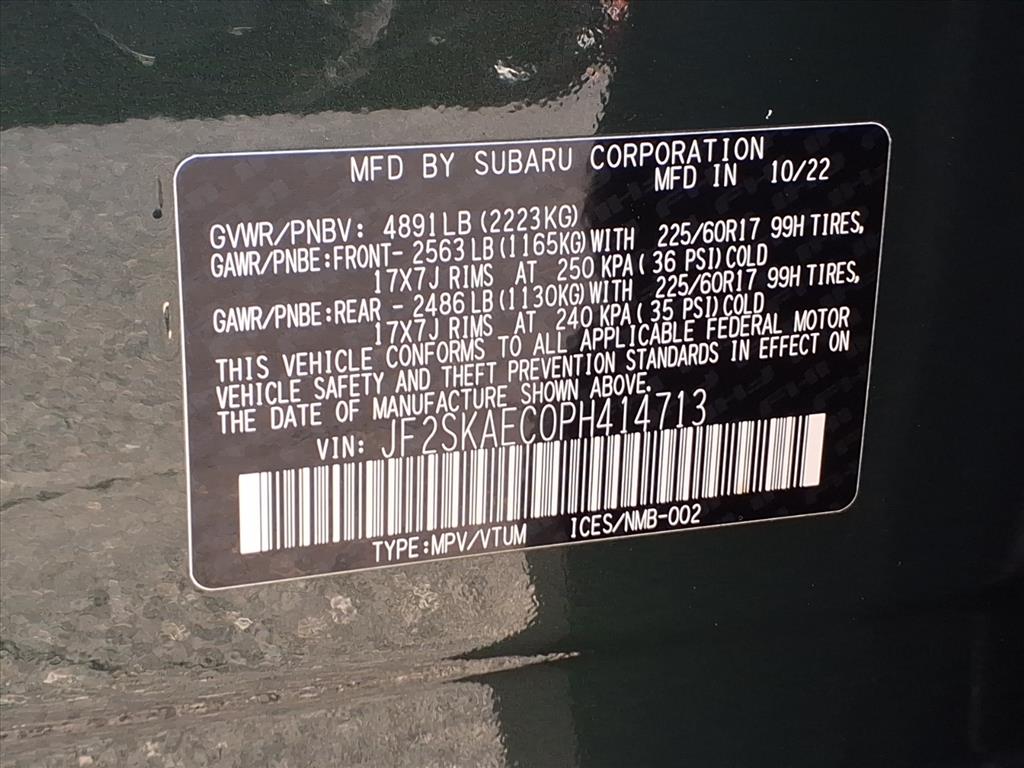 MFD BY SUBARU CORPORATION
MFD IN 10/22
GVWR/PNBV: 4891LB (2223KG)
GAWR/PNBE:FRONT- 2563 LB (1165KG) WITH 225/60R17 99H TIRES,
17X7J RIMS AT 250 KPA( 36 PSI) COLD
GAWR/PNBE:REAR - 2486 LB (1130KG) WITH 225/60R17 99H TIRES,
17X7J RIMS AT 240 KPA( 35 PSI) COLD
THIS VEHICLE CONFORMS TO ALL APPLICABLE FEDERAL MOTOR
VEHICLE SAFETY AND THEFT PREVENTION STANDARDS IN EFFECT ON
THE DATE OF MANUFACTURE SHOWN ABOVE.
VIN: JF2SKAEC0PH414713
TYPE:MPV/VTUM ICES/NMB-002